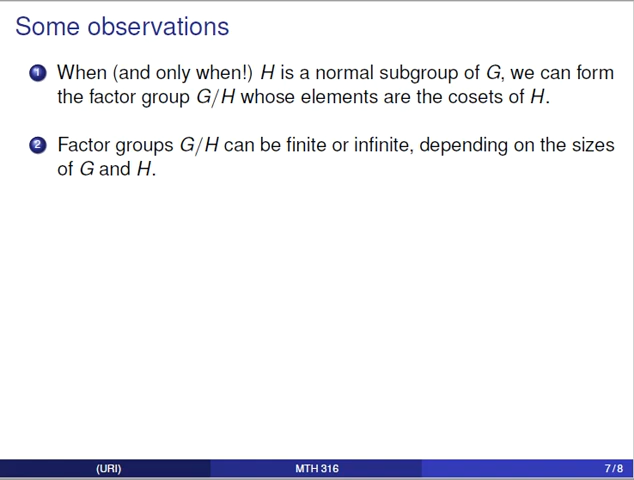 Some observations
1 When (and only when!) H is a normal subgroup of G, we can form
the factor group G/H whose elements are the cosets of H.
2 Factor groups G/H can be finite or infinite, depending on the sizes
of G and H.
(URI) MTH 316 7/8